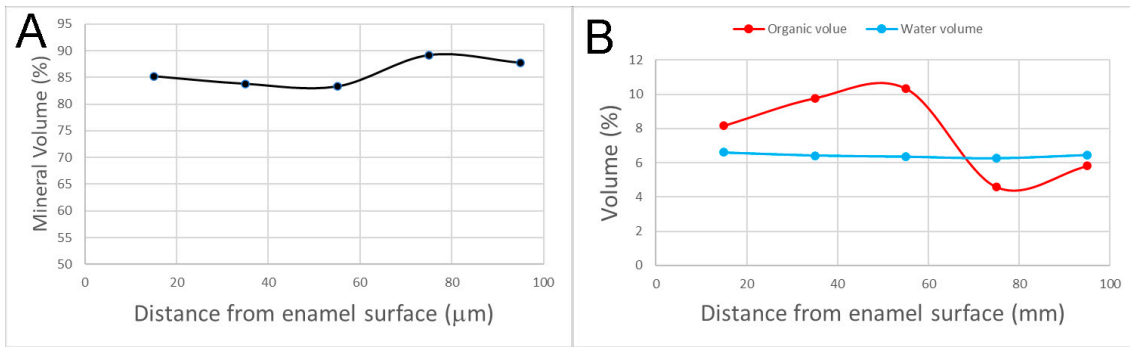 A
Mineral Volume (%)
95
90
85
80
75
70
65
60
55
50
0 20 40 60 80 100
Distance from enamel surface (μm)
B
Organic volue Water volume
Volume (%)
12
10
8
6
4
2
0
0 20 40 60 80 100
Distance from enamel surface (mm)